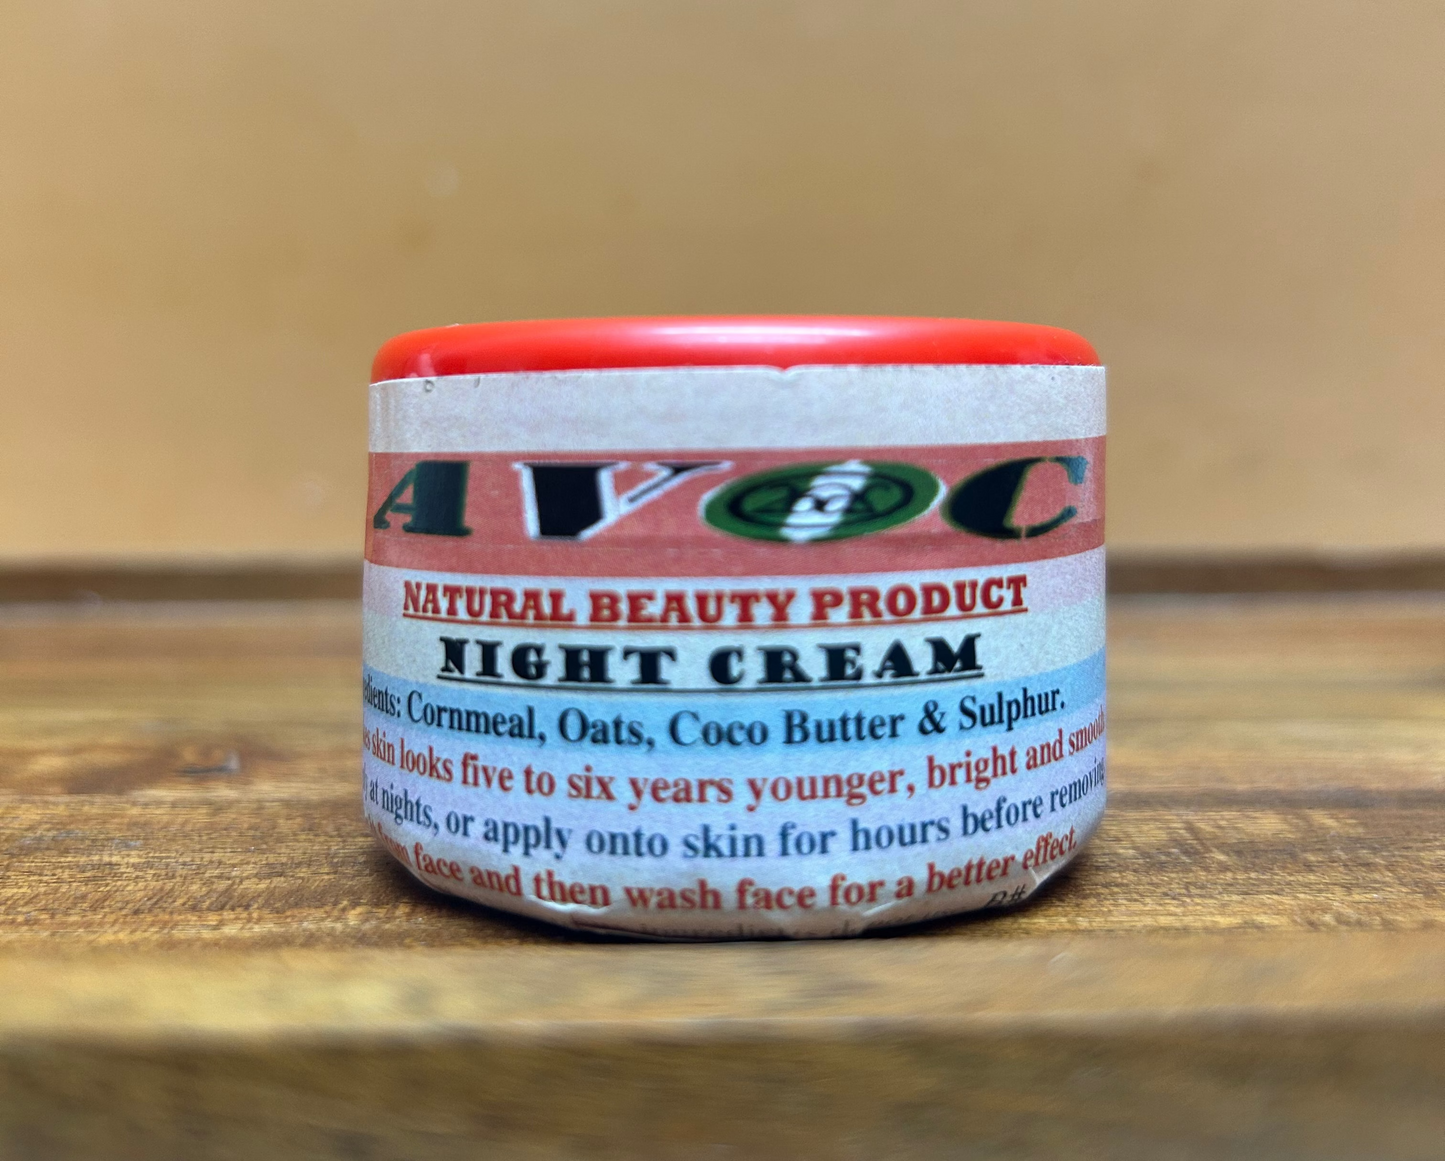 AVOC
NATURAL BEAUTY PRODUCT
NIGHT CREAM
Cornmeal, Oats, Coco Butter & Sulphur.
skin looks five to six years younger, bright and smooth
at nights, or apply onto skin for hours before removing
face and then wash face for a better effect.